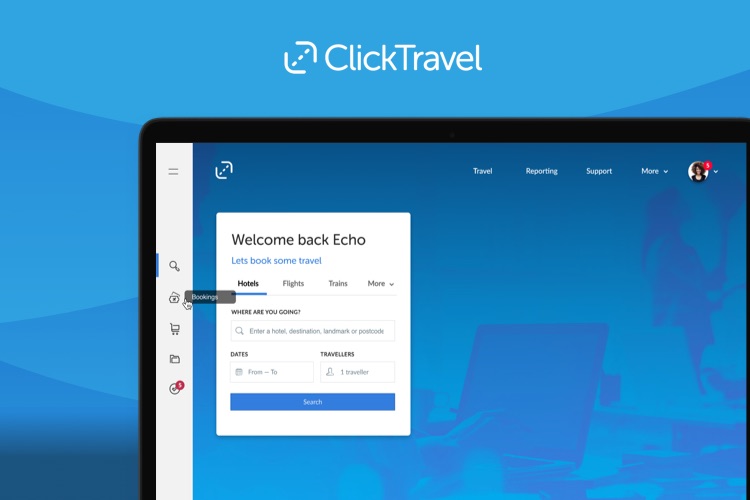 ClickTravel
Travel
Reporting
Support
More
5
Welcome back Echo
Lets book some travel
Hotels
Flights
Trains
More
Bookings
WHERE ARE YOU GOING?
Enter a hotel, destination, landmark or postcode
DATES
TRAVELLERS
From — To
1 traveller
5
Search